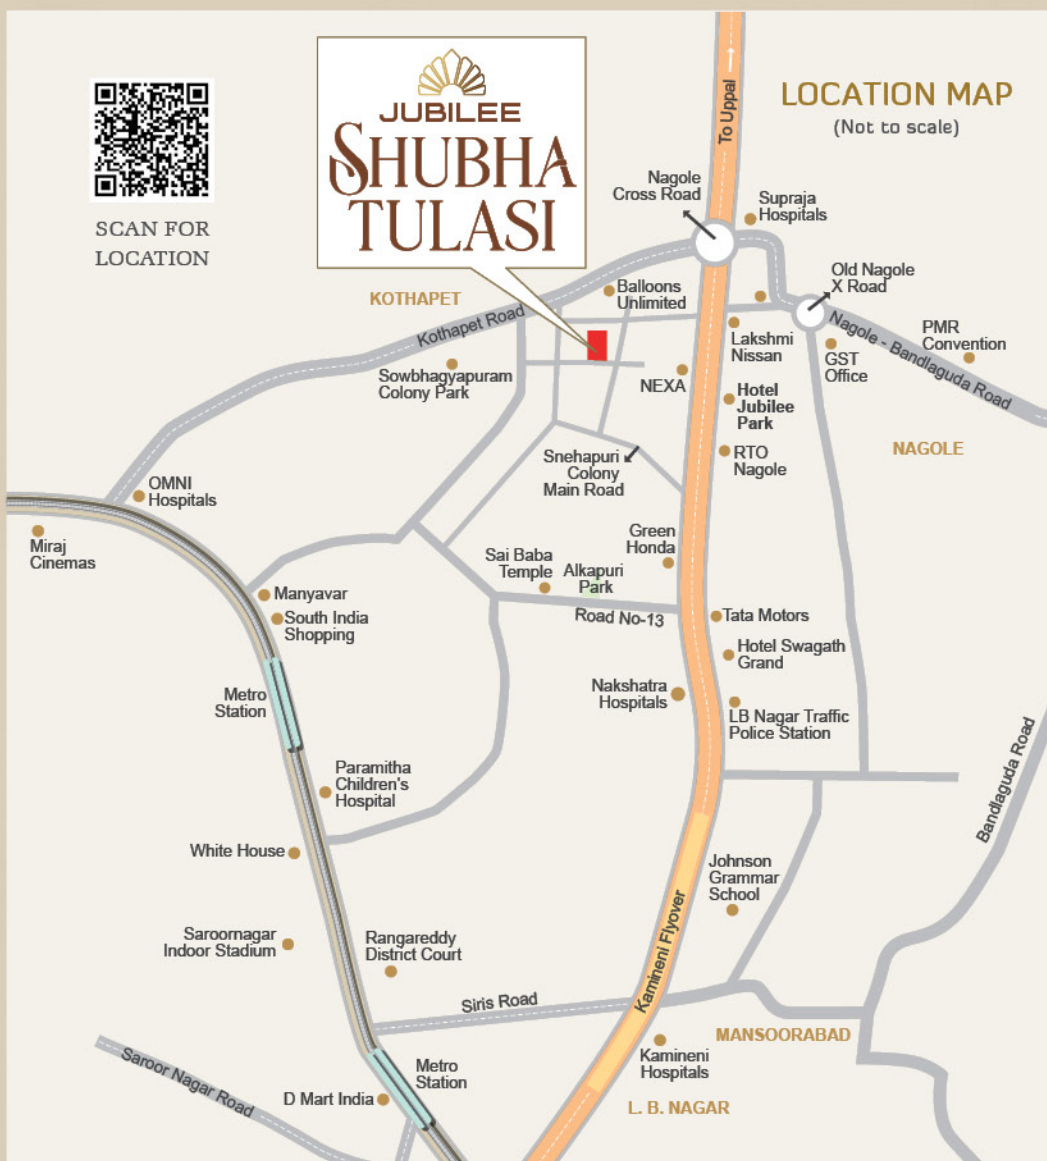 LOCATION MAP
(Not to scale)
SCAN FOR
LOCATION
JUBILEE
SHUBHA
TULASI
To Uppal
Nagole
Cross Road
Supraja
Hospitals
KOTHAPET
Balloons
Unlimited
Old Nagole
X Road
Kothapet Road
Lakshmi
Nissan
Nagole - Bandlaguda Road
PMR
Convention
GST
Office
Sowbhagyapuram
Colony Park
NEXA
Hotel
Jubilee
Park
NAGOLE
Snehapuri
Colony
Main Road
RTO
Nagole
OMNI
Hospitals
Miraj
Cinemas
Green
Honda
Sai Baba
Temple
Alkapuri
Park
Manyavar
South India
Shopping
Road No-13
Tata Motors
Hotel Swagath
Grand
Metro
Station
Nakshatra
Hospitals
LB Nagar Traffic
Police Station
Paramitha
Children's
Hospital
Bandlaguda Road
White House
Johnson
Grammar
School
Saroornagar
Indoor Stadium
Rangareddy
District Court
Kamineni Flyover
Siris Road
MANSOORABAD
Kamineni
Hospitals
Saroor Nagar Road
Metro
Station
D Mart India
L. B. NAGAR